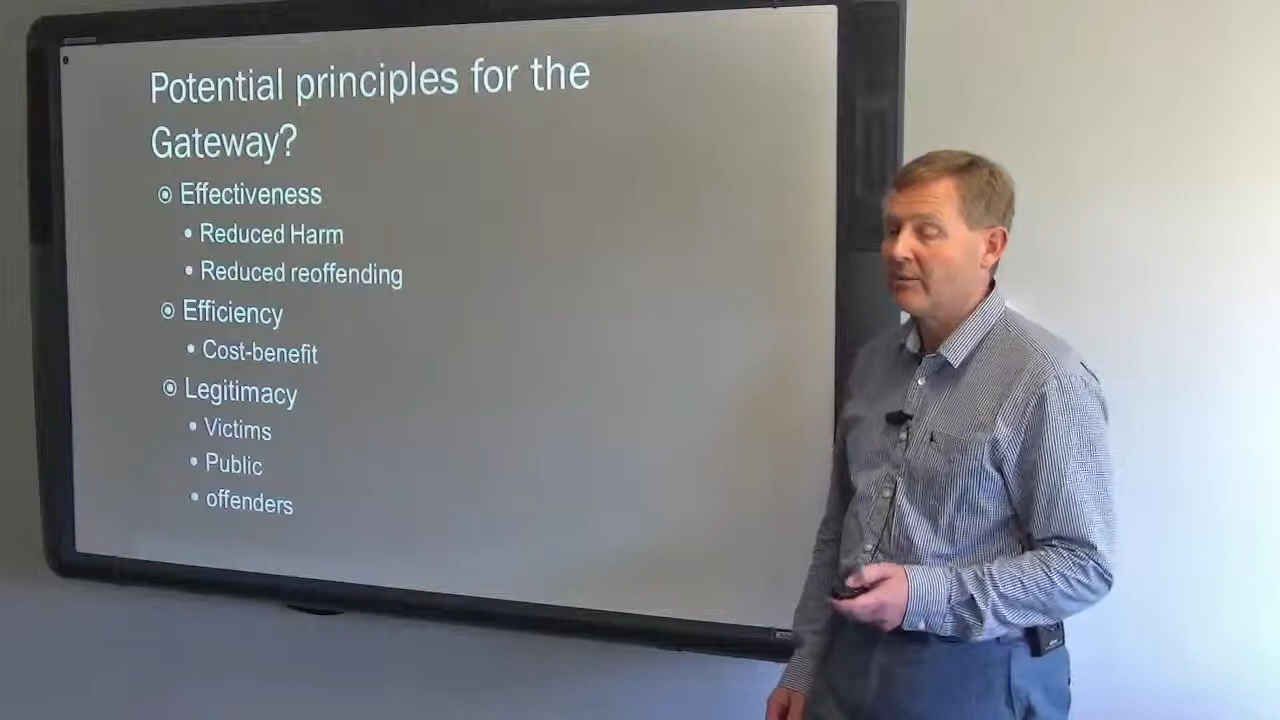 Potential principles for the
Gateway?
Effectiveness
Reduced Harm
Reduced reoffending
Efficiency
Cost-benefit
Legitimacy
Victims
Public
offenders